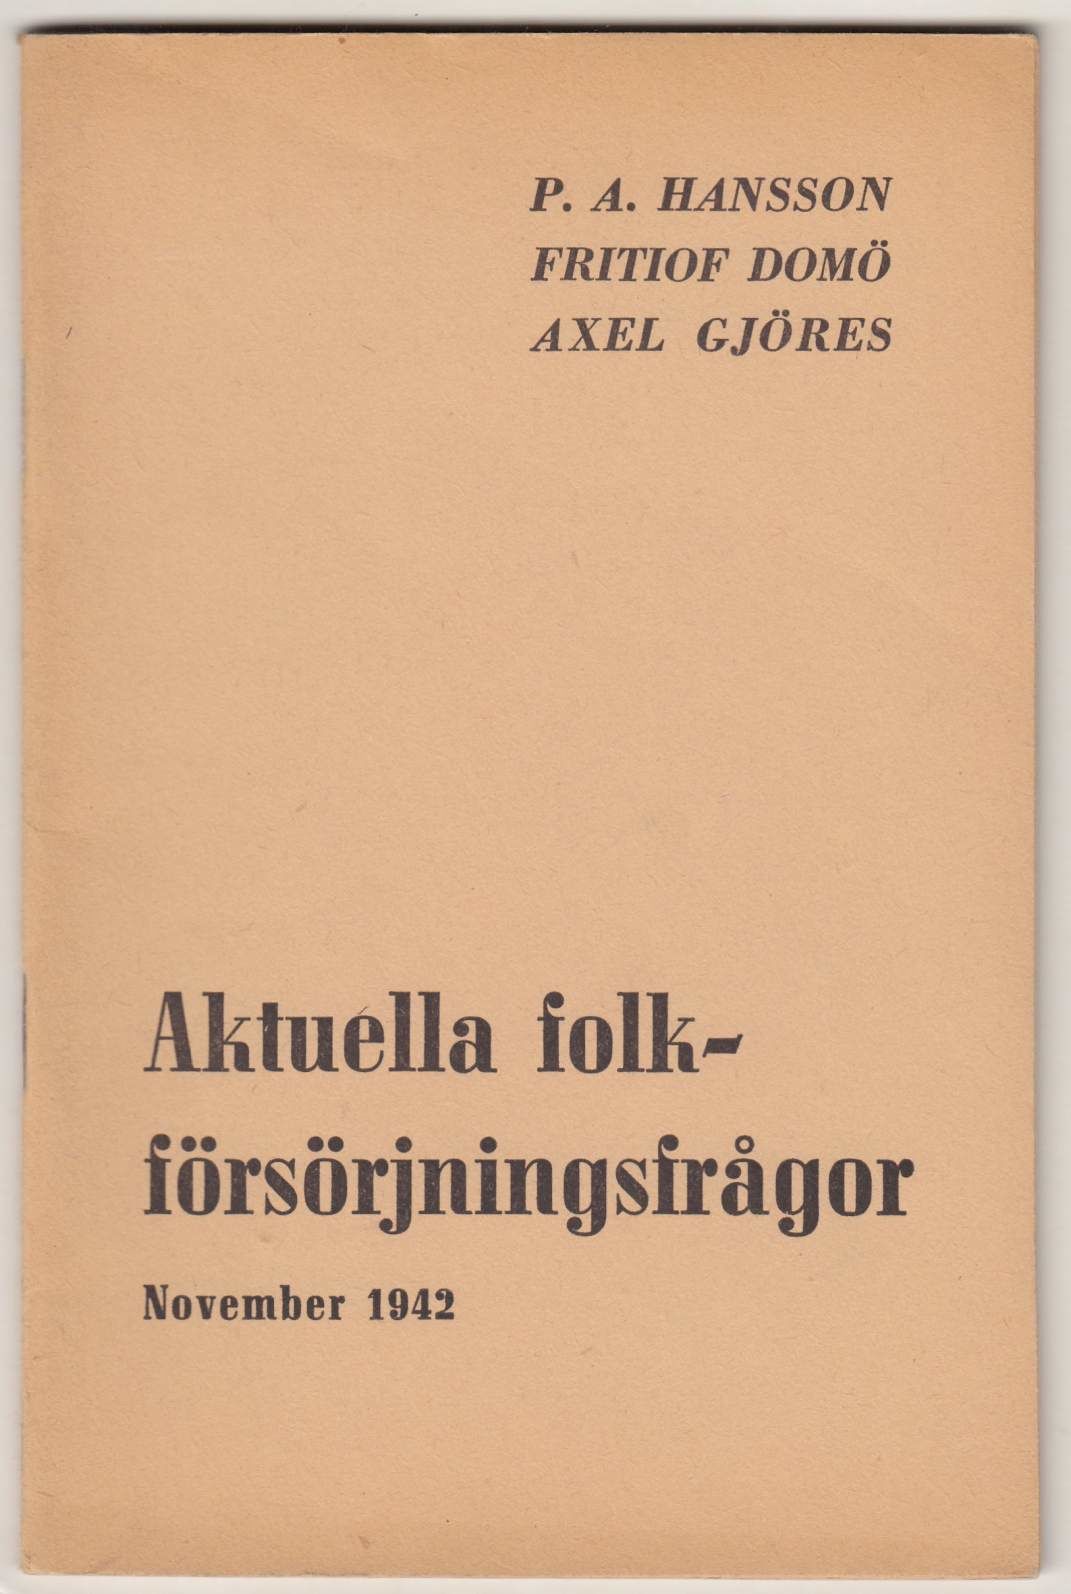 P. A. HANSSON
FRITIOF DOMÖ
AXEL GJÖRES
Aktuella folk-
försörjningsfrågor
November 1942